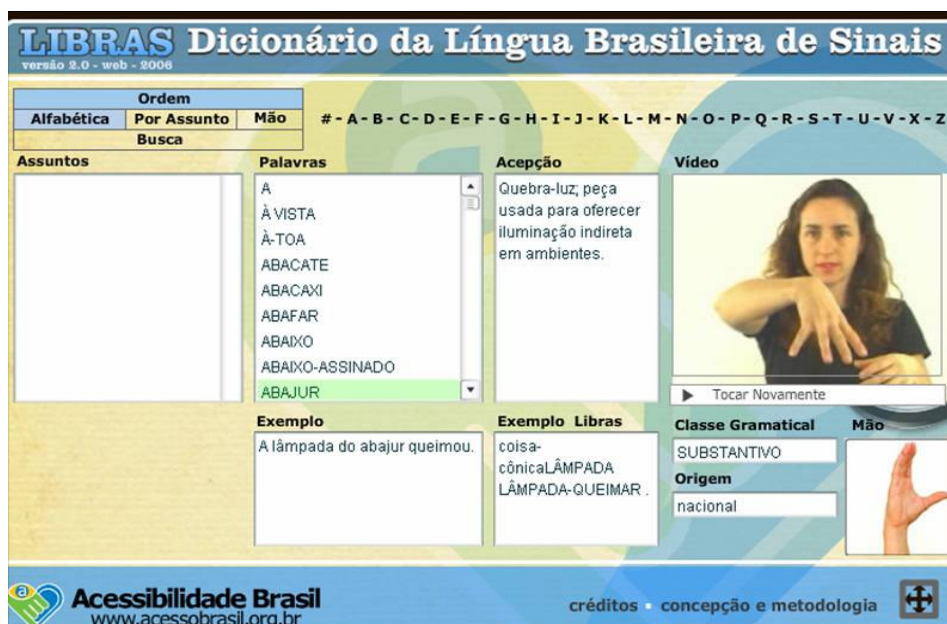 LIBRAS Dicionário da Língua Brasileira de Sinais
versão 2.0 - web - 2006
Ordem
Alfabética Por Assunto Mão
Busca
# - A - B - C - D - E - F - G - H - I - J - K - L - M - N - O - P - Q - R - S - T - U - V - X - Z
Assuntos
Palavras
A
À VISTA
À-TOA
ABACATE
ABACAXI
ABAFAR
ABAIXO
ABAIXO-ASSINADO
ABAJUR
Acepção
Quebra-luz; peça
usada para oferecer
iluminação indireta
em ambientes.
Vídeo
Tocar Novamente
Exemplo
A lâmpada do abajur queimou.
Exemplo Libras
coisa-
cônicaLÂMPADA
LÂMPADA-QUEIMAR .
Classe Gramatical
SUBSTANTIVO
Origem
nacional
Mão
a
Acessibilidade Brasil
www.acessobrasil.org.br
créditos concepção e metodologia